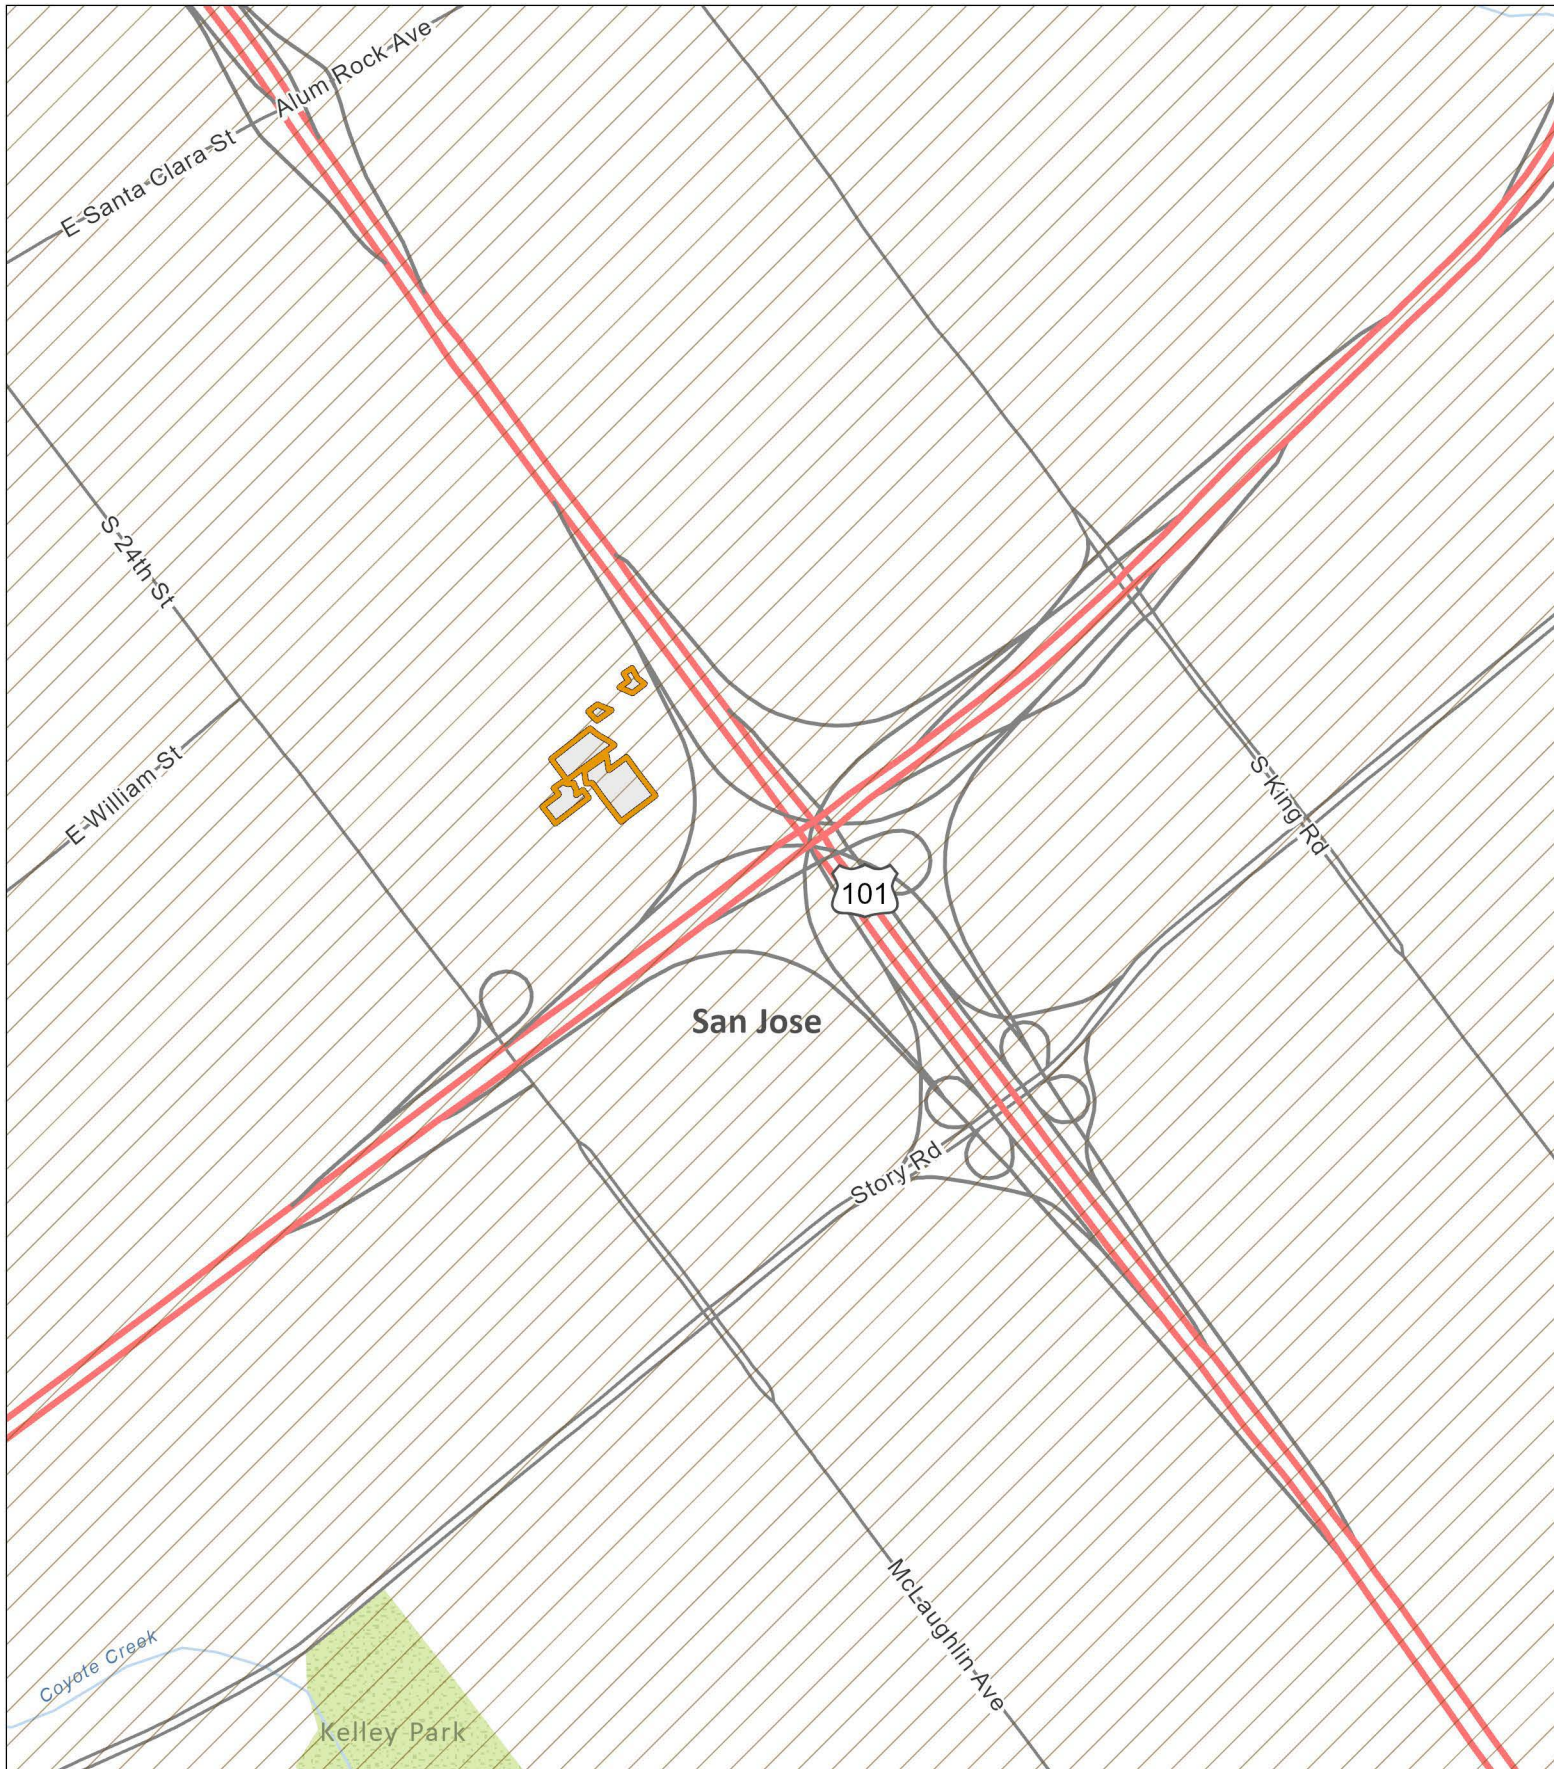 Alum Rock Ave
E Santa Clara St
S 24th St
E William St
S King Rd
101
San Jose
Story Rd
McLaughlin Ave
Coyote Creek
Kelley Park